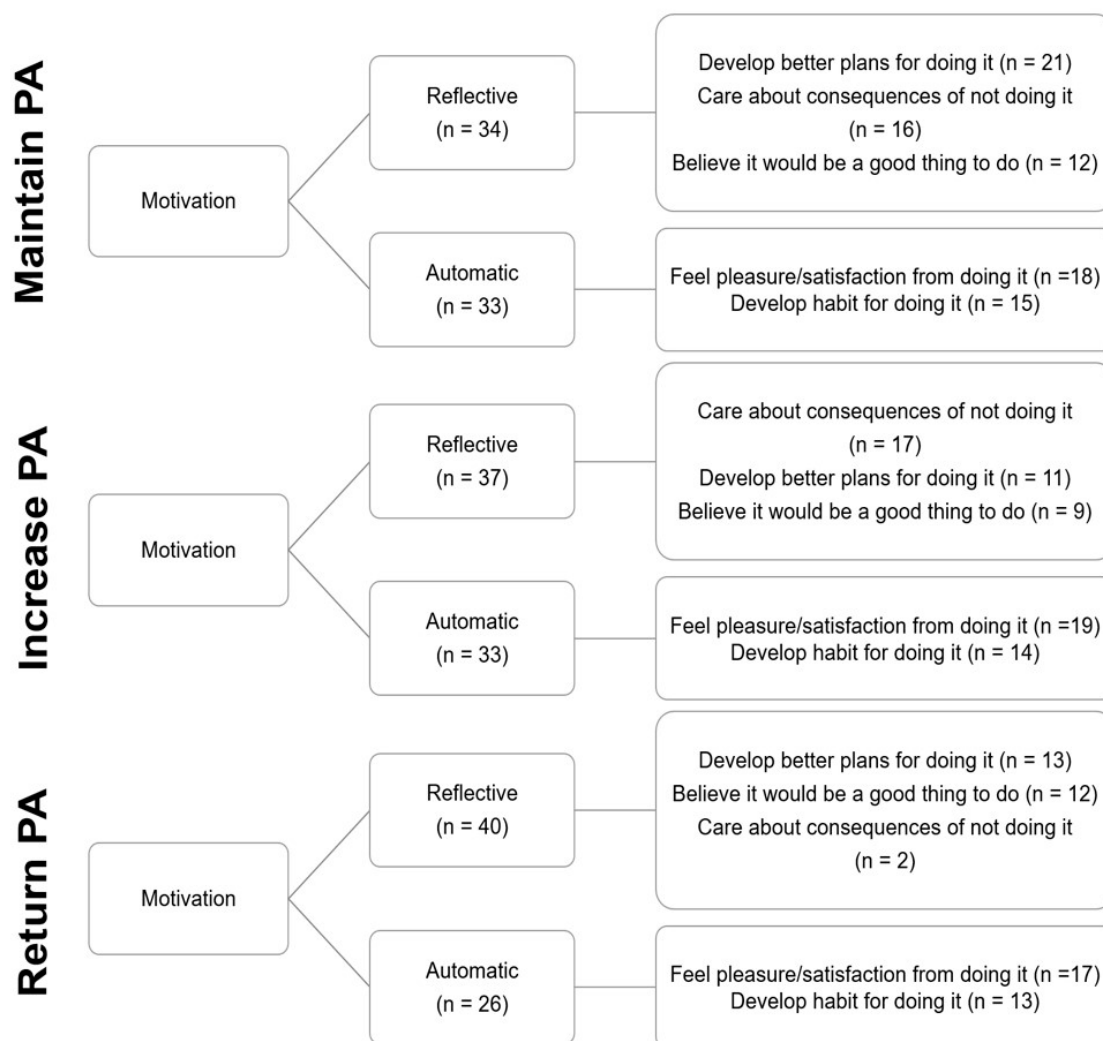 Maintain PA
Motivation
Reflective
(n = 34)
Develop better plans for doing it (n = 21)
Care about consequences of not doing it
(n = 16)
Believe it would be a good thing to do (n = 12)
Automatic
(n = 33)
Feel pleasure/satisfaction from doing it (n =18)
Develop habit for doing it (n = 15)
Increase PA
Motivation
Reflective
(n = 37)
Care about consequences of not doing it
(n = 17)
Develop better plans for doing it (n = 11)
Believe it would be a good thing to do (n = 9)
Automatic
(n = 33)
Feel pleasure/satisfaction from doing it (n =19)
Develop habit for doing it (n = 14)
Return PA
Motivation
Reflective
(n = 40)
Develop better plans for doing it (n = 13)
Believe it would be a good thing to do (n = 12)
Care about consequences of not doing it
(n = 2)
Automatic
(n = 26)
Feel pleasure/satisfaction from doing it (n =17)
Develop habit for doing it (n = 13)